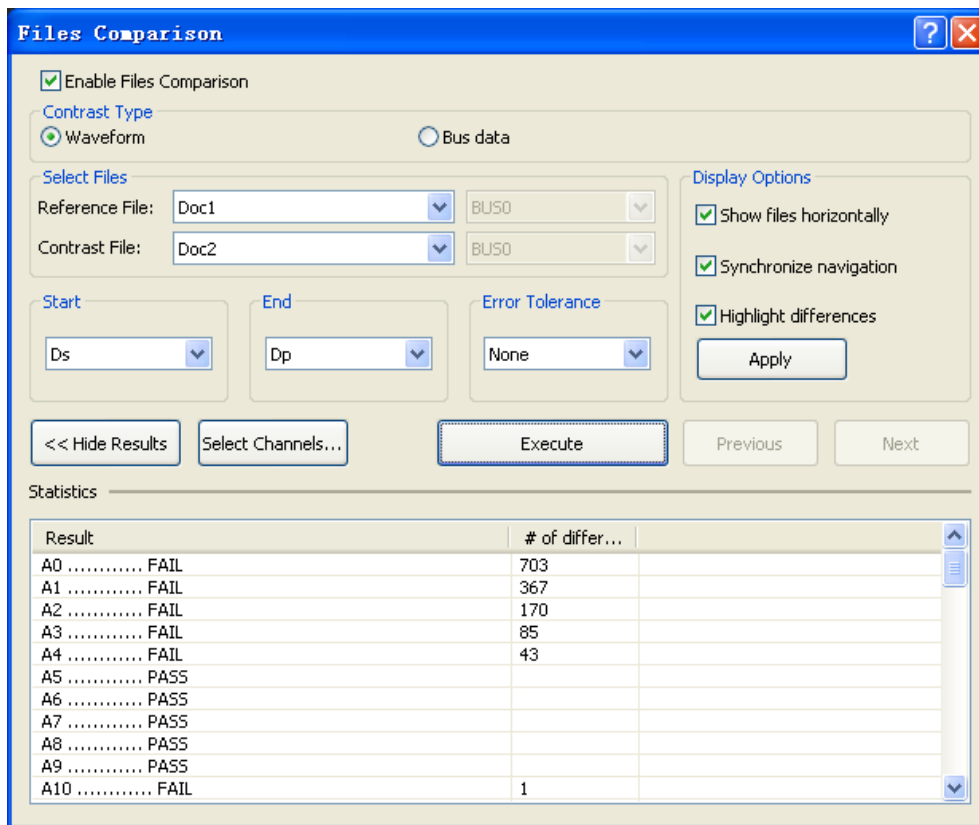 Files Comparison
Enable Files Comparison
Contrast Type
Waveform
Bus data
Select Files
Reference File: Doc1 BUS0
Contrast File: Doc2 BUS0
Display Options
Show files horizontally
Synchronize navigation
Highlight differences
Apply
Start
Ds
End
Dp
Error Tolerance
None
<< Hide Results
Select Channels...
Execute
Previous
Next
Statistics
Result # of differ...
A0 ............ FAIL 703
A1 ............ FAIL 367
A2 ............ FAIL 170
A3 ............ FAIL 85
A4 ............ FAIL 43
A5 ............ PASS
A6 ............ PASS
A7 ............ PASS
A8 ............ PASS
A9 ............ PASS
A10 ............ FAIL 1